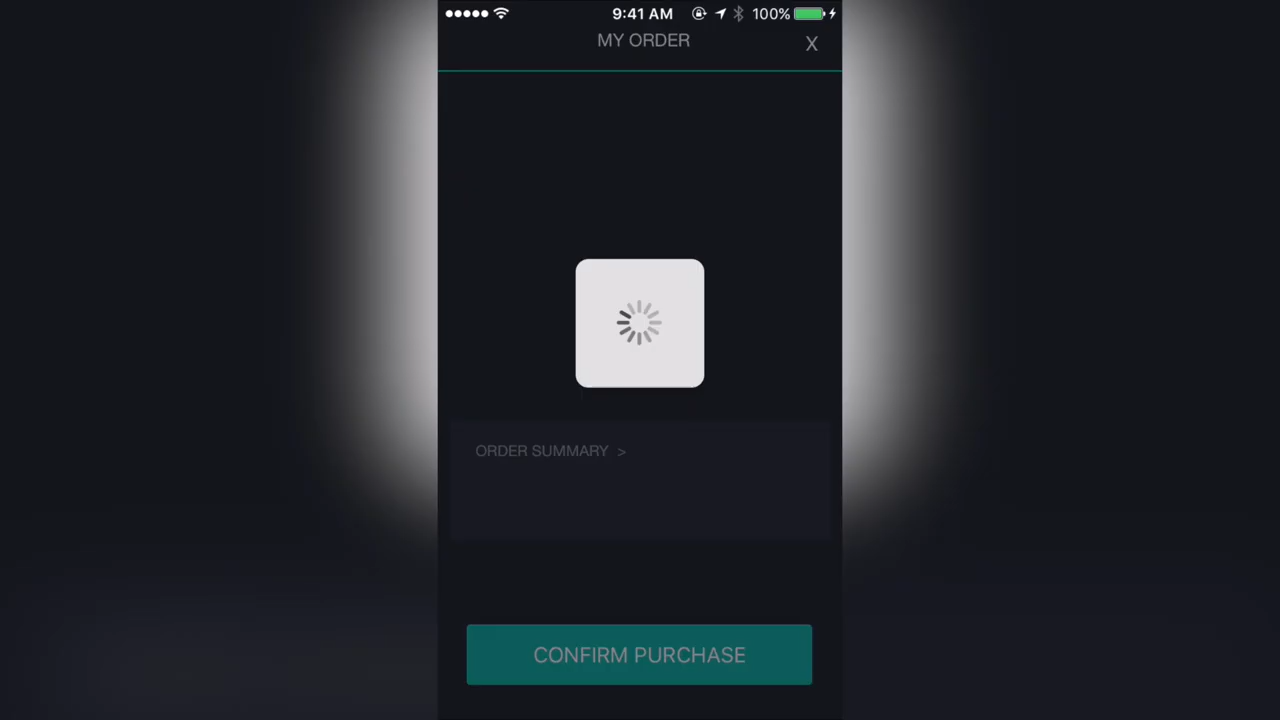 9:41 AM 100%
MY ORDER X
ORDER SUMMARY >
CONFIRM PURCHASE